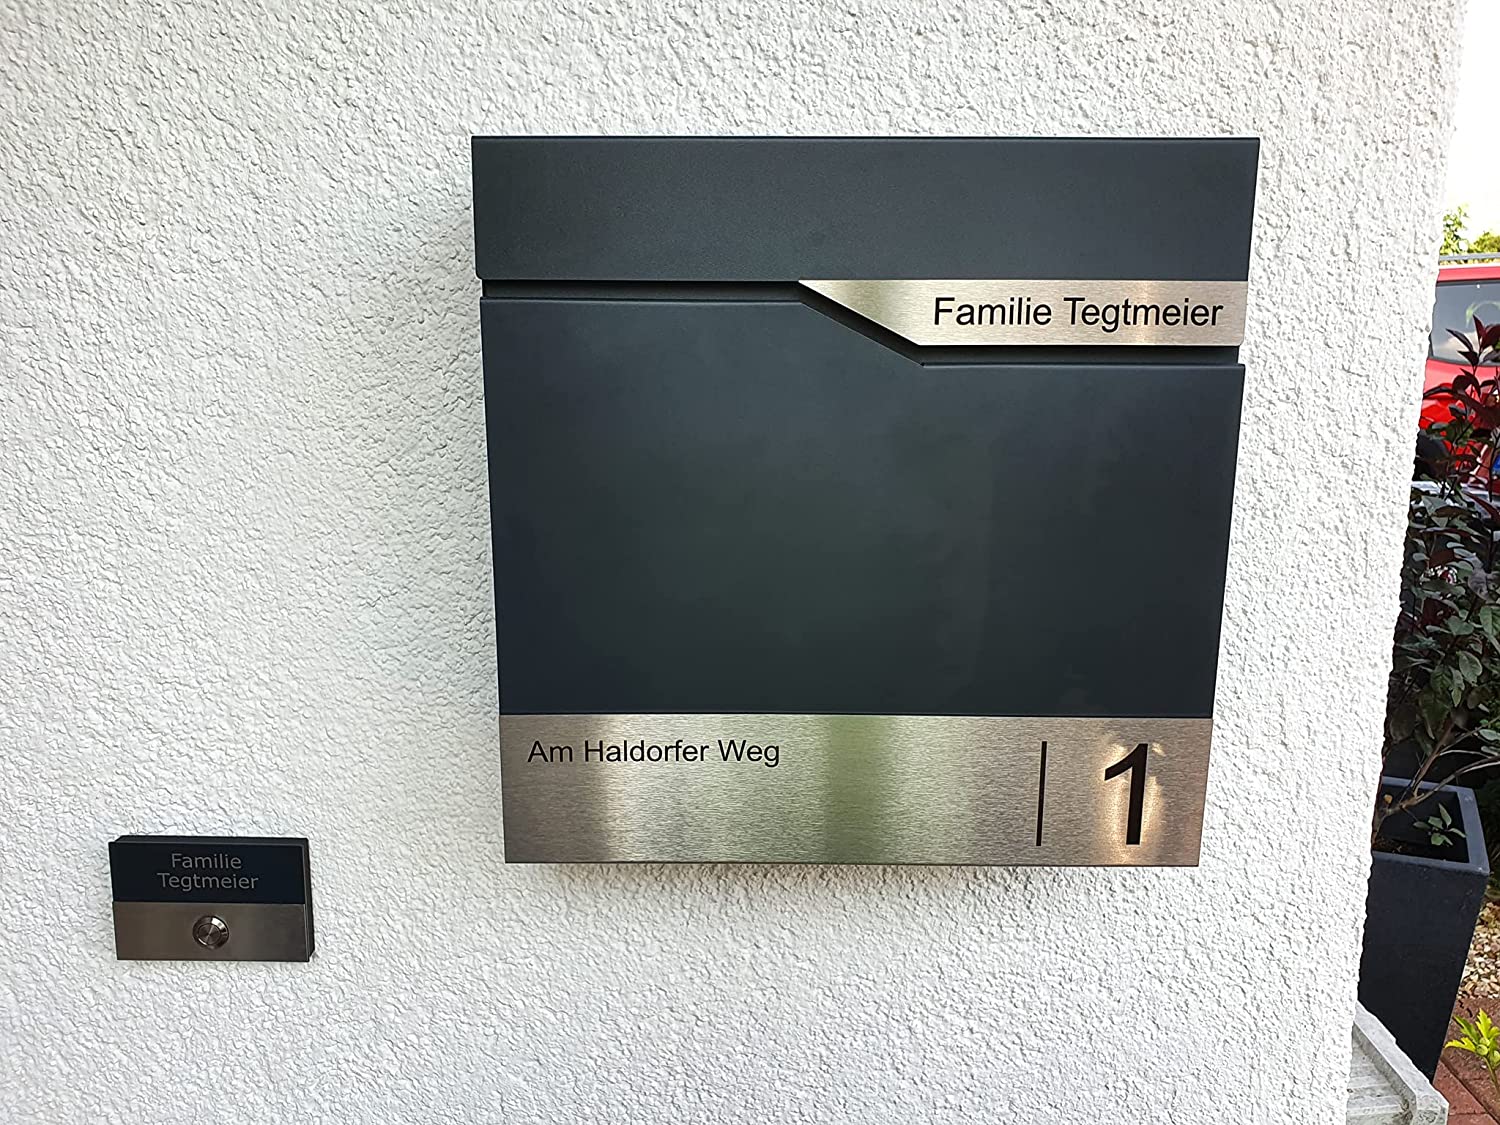 Familie Tegtmeier
Am Haldorfer Weg
1
Familie
Tegtmeier